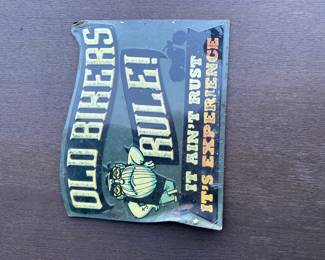 OLD BIKERS
RULE!
IT AIN'T RUST
IT'S EXPERIENCE